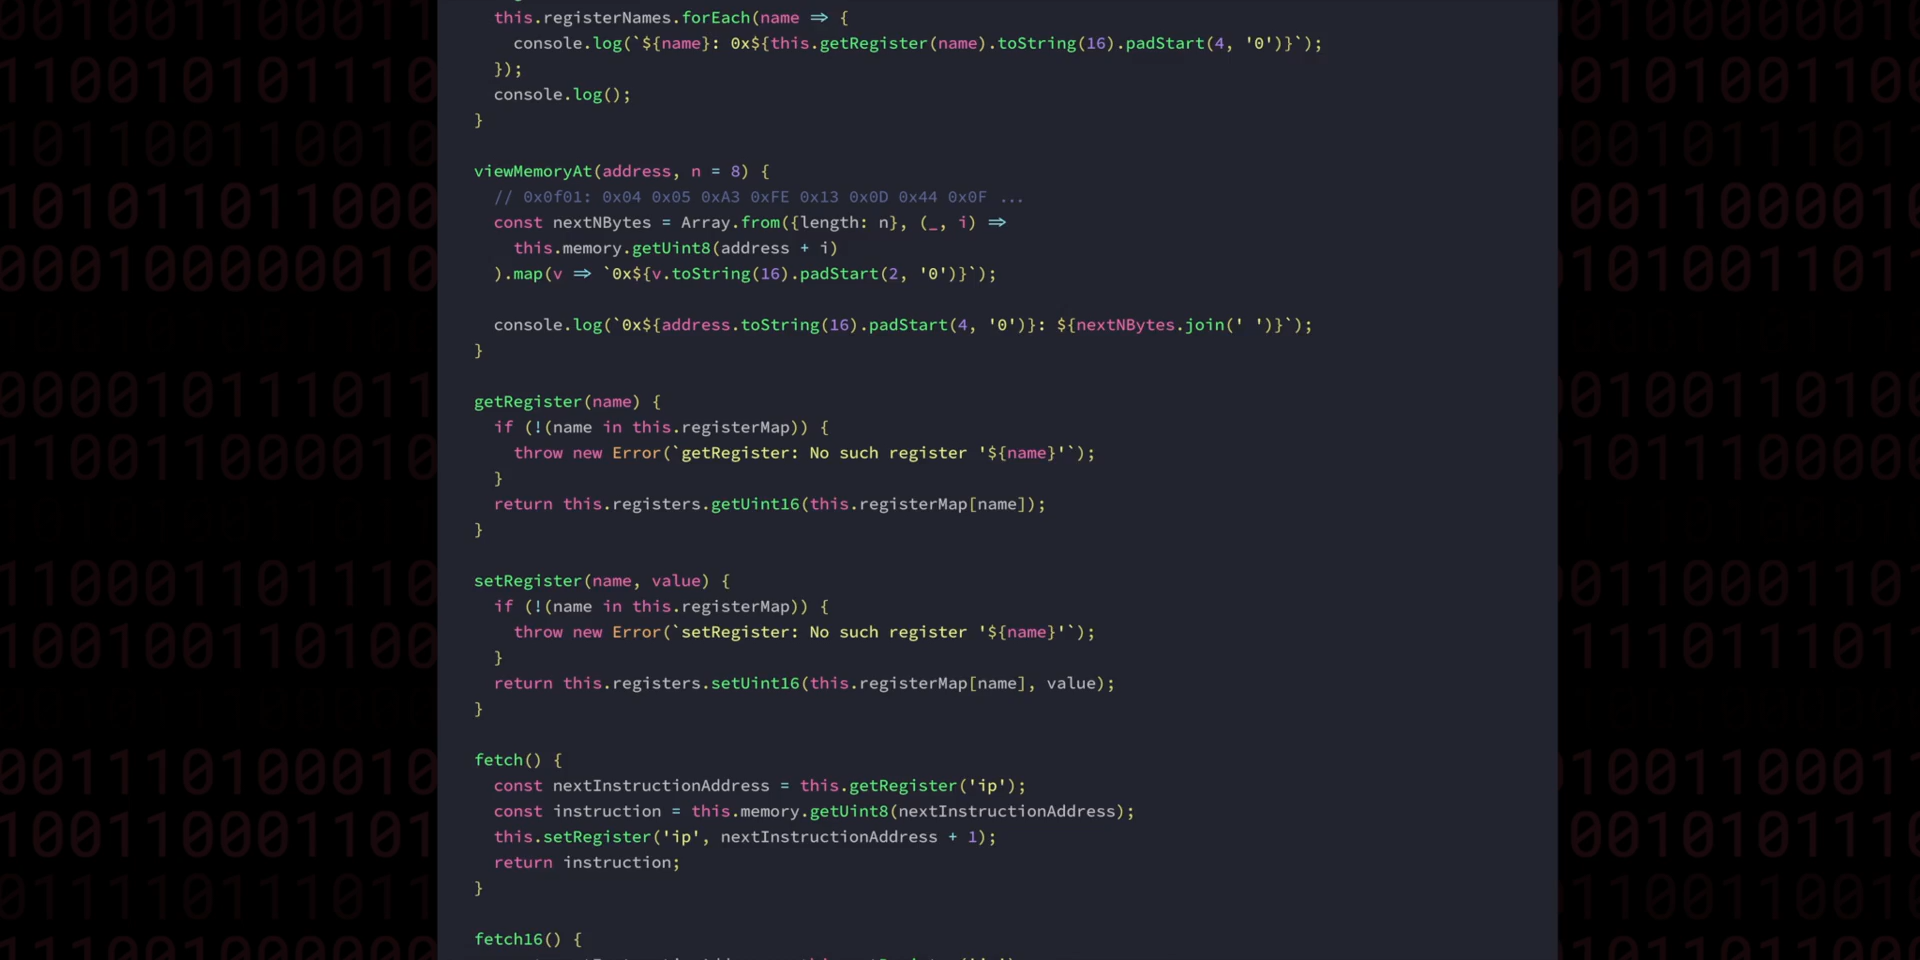 this.registerNames.forEach(name => {
console.log(`${name}: 0x${this.getRegister(name).toString(16).padStart(4, '0')}`);
});
console.log();
}
viewMemoryAt(address, n = 8) {
// 0x0f01: 0x04 0x05 0xA3 0xFE 0x13 0x0D 0x44 0x0F ...
const nextNBytes = Array.from({length: n}, (_, i) =>
this.memory.getUint8(address + i)
).map(v => `0x${v.toString(16).padStart(2, '0')}`);
console.log(`0x${address.toString(16).padStart(4, '0')}: ${nextNBytes.join(' ')}`);
}
getRegister(name) {
if (!(name in this.registerMap)) {
throw new Error(`getRegister: No such register '${name}'`);
}
return this.registers.getUint16(this.registerMap[name]);
}
setRegister(name, value) {
if (!(name in this.registerMap)) {
throw new Error(`setRegister: No such register '${name}'`);
}
return this.registers.setUint16(this.registerMap[name], value);
}
fetch() {
const nextInstructionAddress = this.getRegister('ip');
const instruction = this.memory.getUint8(nextInstructionAddress);
this.setRegister('ip', nextInstructionAddress + 1);
return instruction;
}
fetch16() {